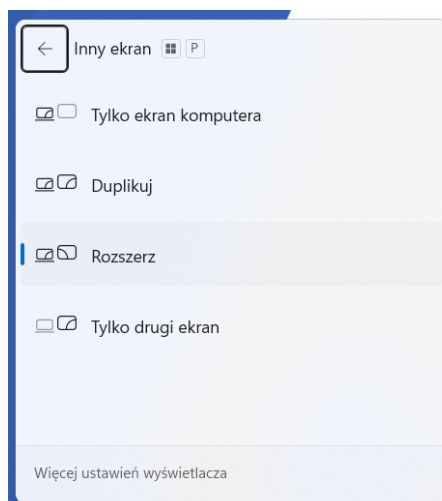 Inny ekran P
Tylko ekran komputera
Duplikuj
Rozszerz
Tylko drugi ekran
Więcej ustawień wyświetlacza